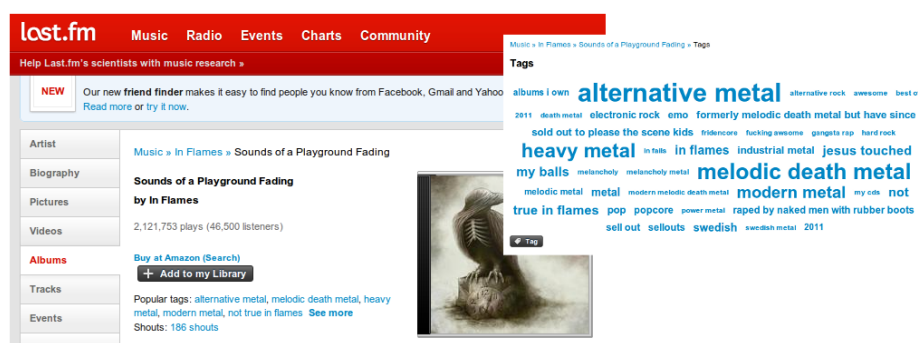 last.fm Music Radio Events Charts Community
Help Last.fm's scientists with music research »
NEW Our new friend finder makes it easy to find people you know from Facebook, Gmail and Yahoo
Read more or try it now.
Artist
Biography
Pictures
Videos
Albums
Tracks
Events
Music » In Flames » Sounds of a Playground Fading
Sounds of a Playground Fading
by In Flames
2,121,753 plays (46,500 listeners)
Buy at Amazon (Search)
+ Add to my Library
Popular tags: alternative metal, melodic death metal, heavy
metal, modern metal, not true in flames See more
Shouts: 186 shouts
Music » In Flames » Sounds of a Playground Fading » Tags
Tags
albums i own alternative metal alternative rock awesome best o
2011 death metal electronic rock emo formerly melodic death metal but have since
sold out to please the scene kids fridencore fucking awsome gangsta rap hard rock
heavy metal in fails in flames industrial metal jesus touched
my balls melancholy melancholy metal melodic death metal
melodic metal metal modern melodic death metal modern metal my cds not
true in flames pop popcore power metal raped by naked men with rubber boots
sell out sellouts swedish swedish metal 2011
Tag